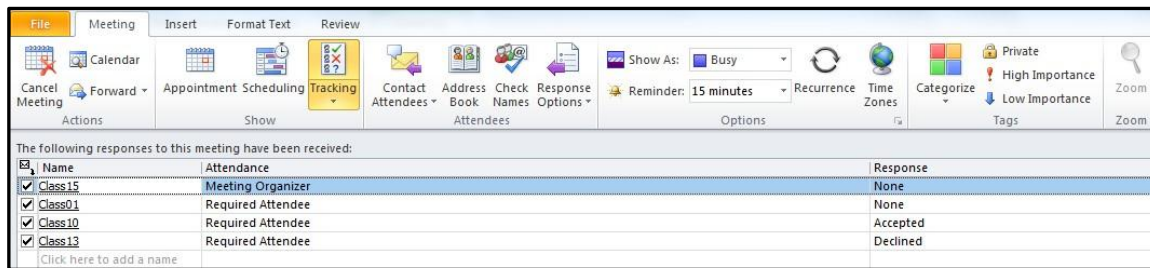 File Meeting Insert Format Text Review
Cancel Meeting
Calendar
Forward
Actions
Appointment
Scheduling
Tracking
Show
Contact Attendees
Address Book
Check Names
Response Options
Attendees
Show As: Busy
Reminder: 15 minutes
Recurrence
Time Zones
Options
Categorize
Private
High Importance
Low Importance
Tags
Zoom
Zoom
The following responses to this meeting have been received:
Name Attendance Response
Class15 Meeting Organizer None
Class01 Required Attendee None
Class10 Required Attendee Accepted
Class13 Required Attendee Declined
Click here to add a name